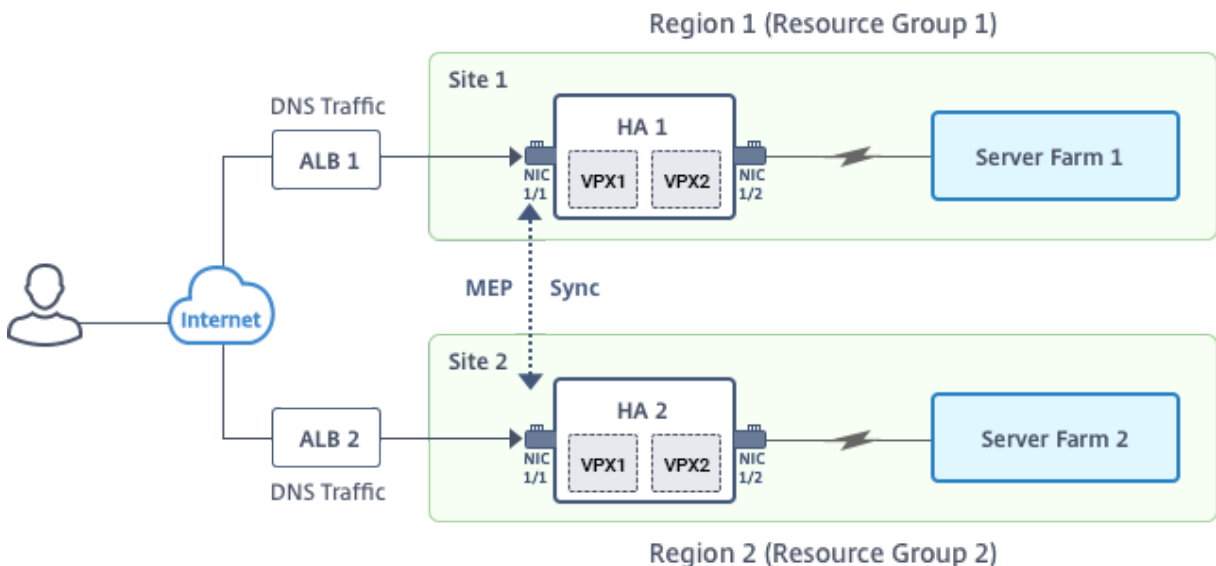 Region 1 (Resource Group 1)
Site 1
DNS Traffic
ALB 1
HA 1
VPX1
VPX2
NIC
1/1
NIC
1/2
Server Farm 1
MEP
Sync
Internet
Site 2
ALB 2
DNS Traffic
HA 2
VPX1
VPX2
NIC
1/1
NIC
1/2
Server Farm 2
Region 2 (Resource Group 2)